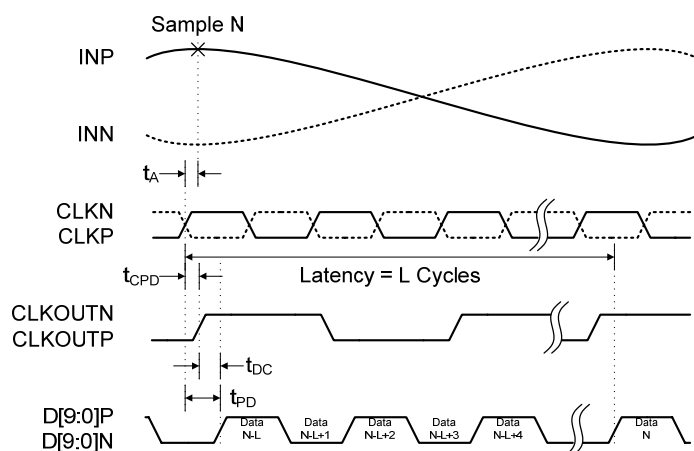 Sample N
INP
INN
tA
CLKN
CLKP
Latency = L Cycles
tCPD
CLKOUTN
CLKOUTP
tDC
tPD
D[9:0]P
D[9:0]N
Data N-L
Data N-L+1
Data N-L+2
Data N-L+3
Data N-L+4
Data N